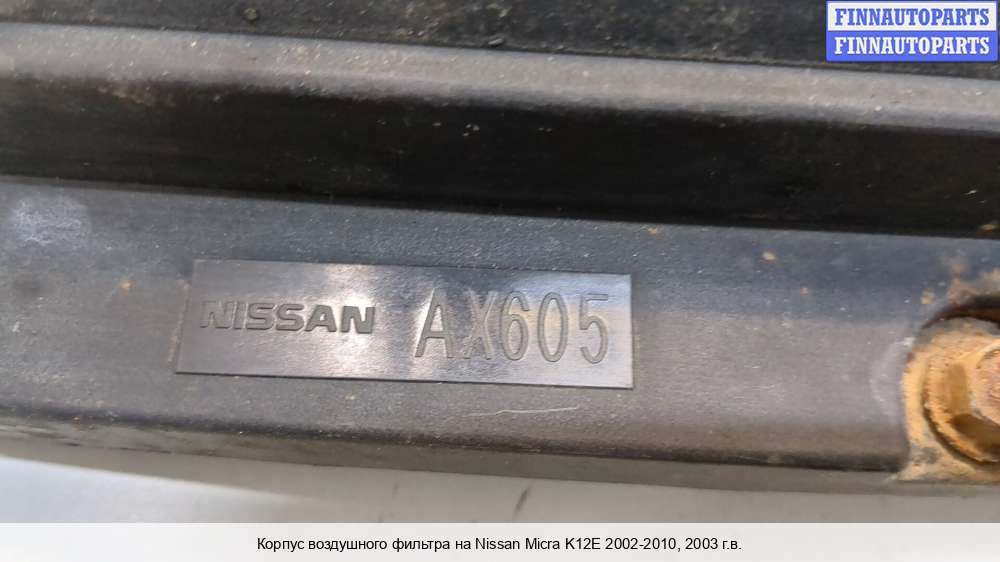 FINNAUTOPARTS
FINNAUTOPARTS
NISSAN AX605
Корпус воздушного фильтра на Nissan Micra K12E 2002-2010, 2003 г.в.